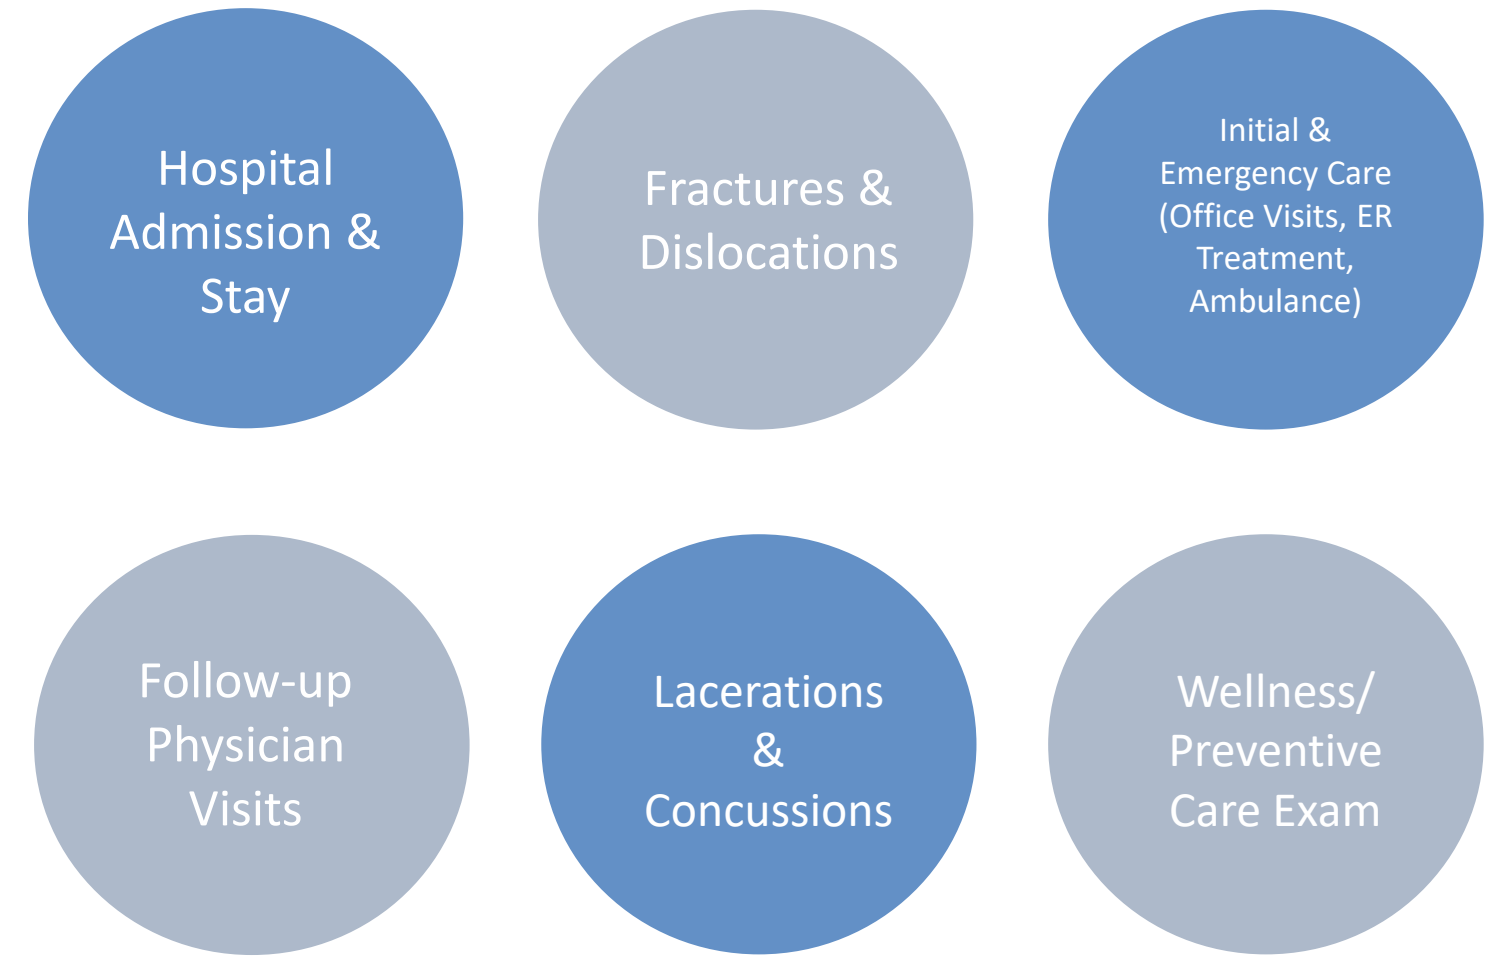 Hospital
Admission &
Stay
Fractures &
Dislocations
Initial &
Emergency Care
(Office Visits, ER
Treatment,
Ambulance)
Follow-up
Physician
Visits
Lacerations
&
Concussions
Wellness/
Preventive
Care Exam